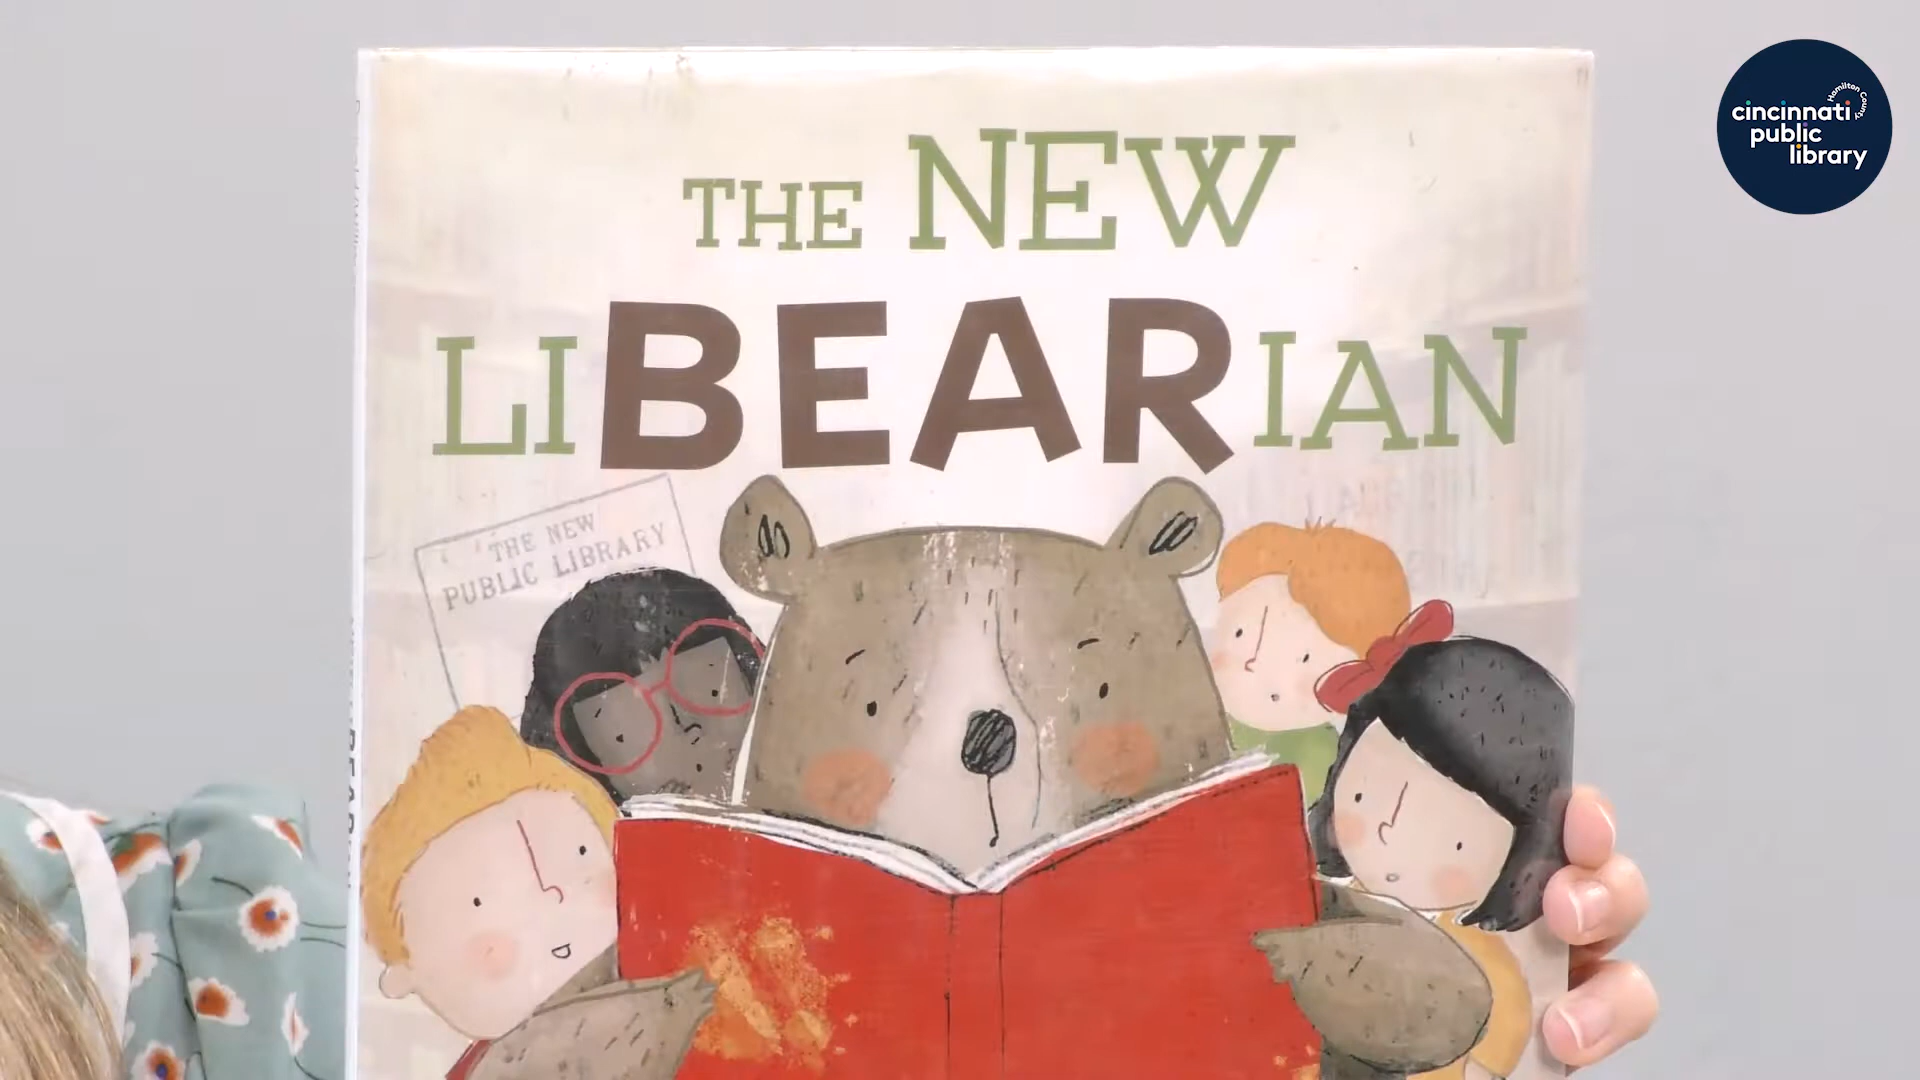 THE NEW
LIBEARIAN
THE NEW
PUBLIC LIBRARY
Hamilton County
cincinnati
public
library